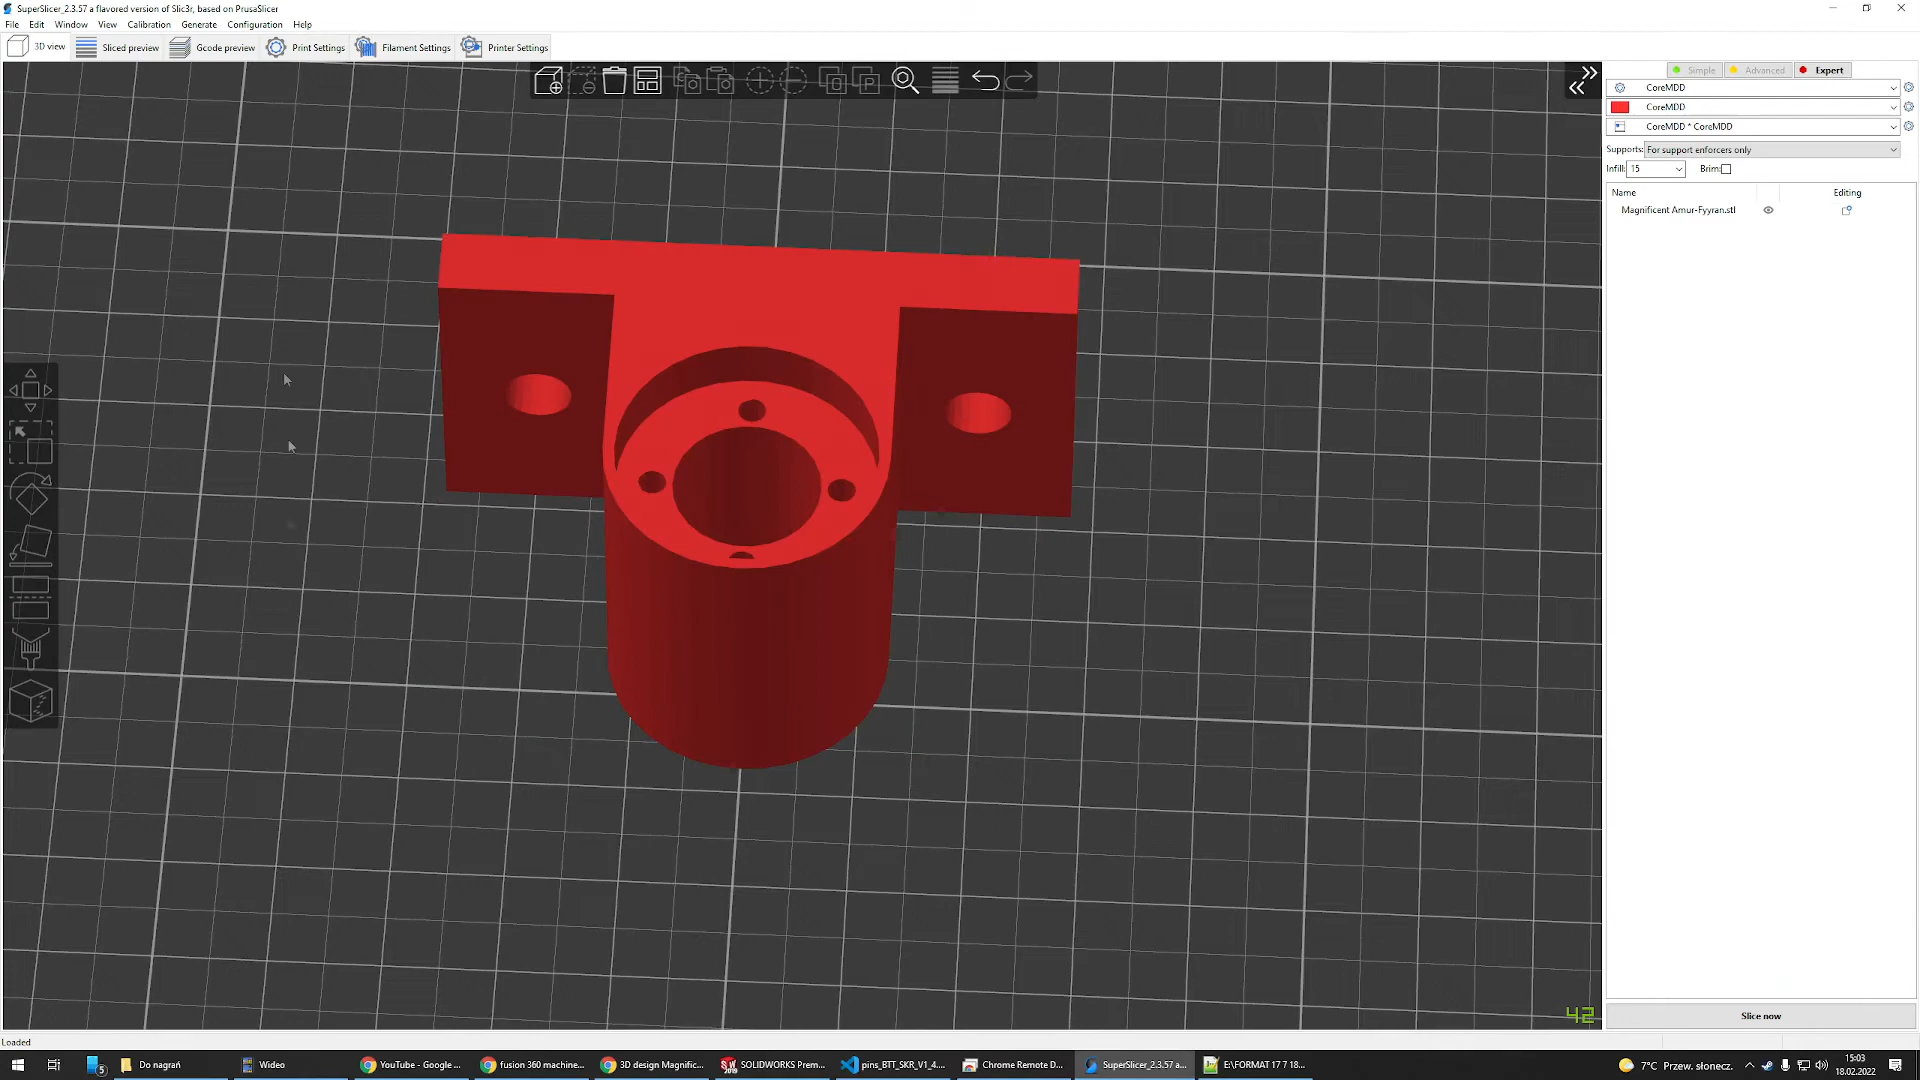 SuperSlicer_2.3.57 a flavored version of Slic3r, based on PrusaSlicer
File Edit Window View Calibration Generate Configuration Help
3D view Sliced preview Gcode preview Print Settings Filament Settings Printer Settings
Simple Advanced Expert
CoreMDD
CoreMDD
CoreMDD * CoreMDD
Supports: For support enforcers only
Infill: 15 Brim:
Name Editing
Magnificent Amur-Fyyran.stl
42
Slice now
Loaded
5 Do nagrań Wideo YouTube - Google ... fusion 360 machine... 3D design Magnific... SOLIDWORKS Prem... pins_BTT_SKR_V1_4... Chrome Remote D... SuperSlicer_2.3.57 a... E:\FORMAT 17 7 18... 7°C Przew. słonecz. 15:03
18.02.2022